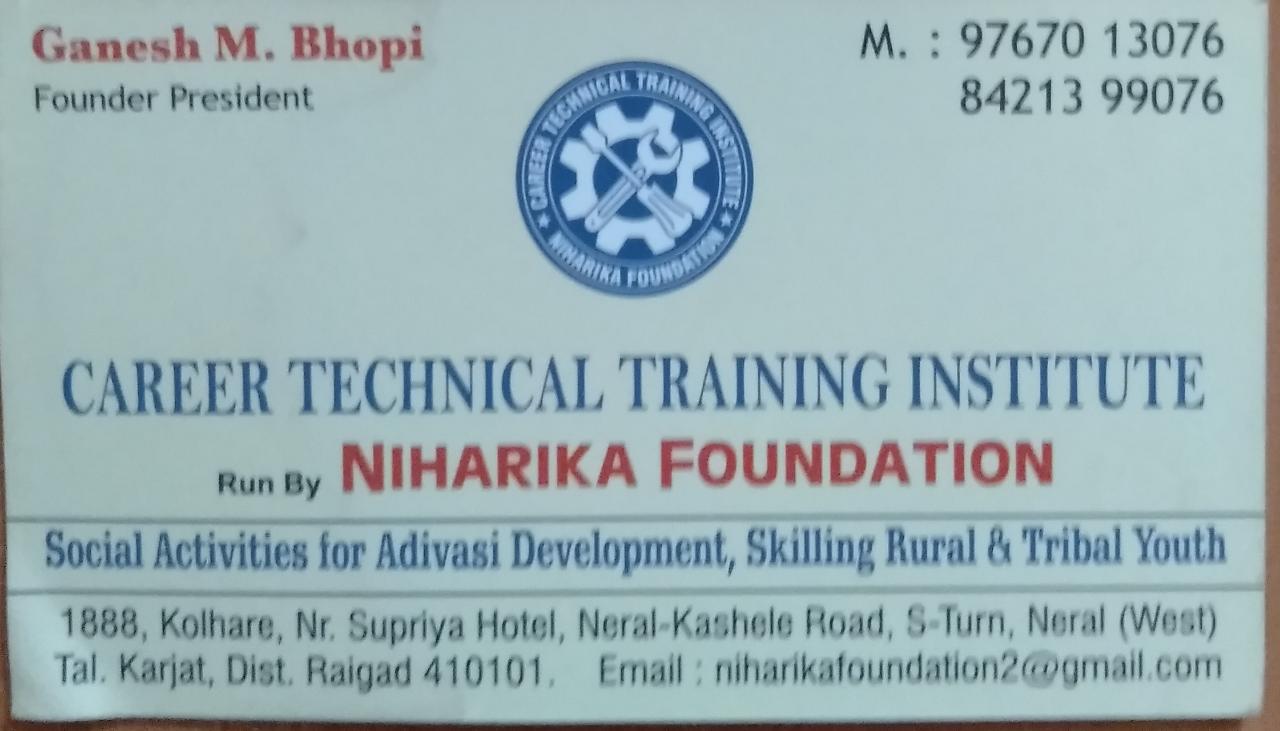 Ganesh M. Bhopi
Founder President
M. : 97670 13076
84213 99076
CAREER TECHNICAL TRAINING INSTITUTE
NIHARIKA FOUNDATION
CAREER TECHNICAL TRAINING INSTITUTE
Run By NIHARIKA FOUNDATION
Social Activities for Adivasi Development, Skilling Rural & Tribal Youth
1888, Kolhare, Nr. Supriya Hotel, Neral-Kashele Road, S-Turn, Neral (West)
Tal. Karjat, Dist. Raigad 410101. Email : niharikafoundation2@gmail.com